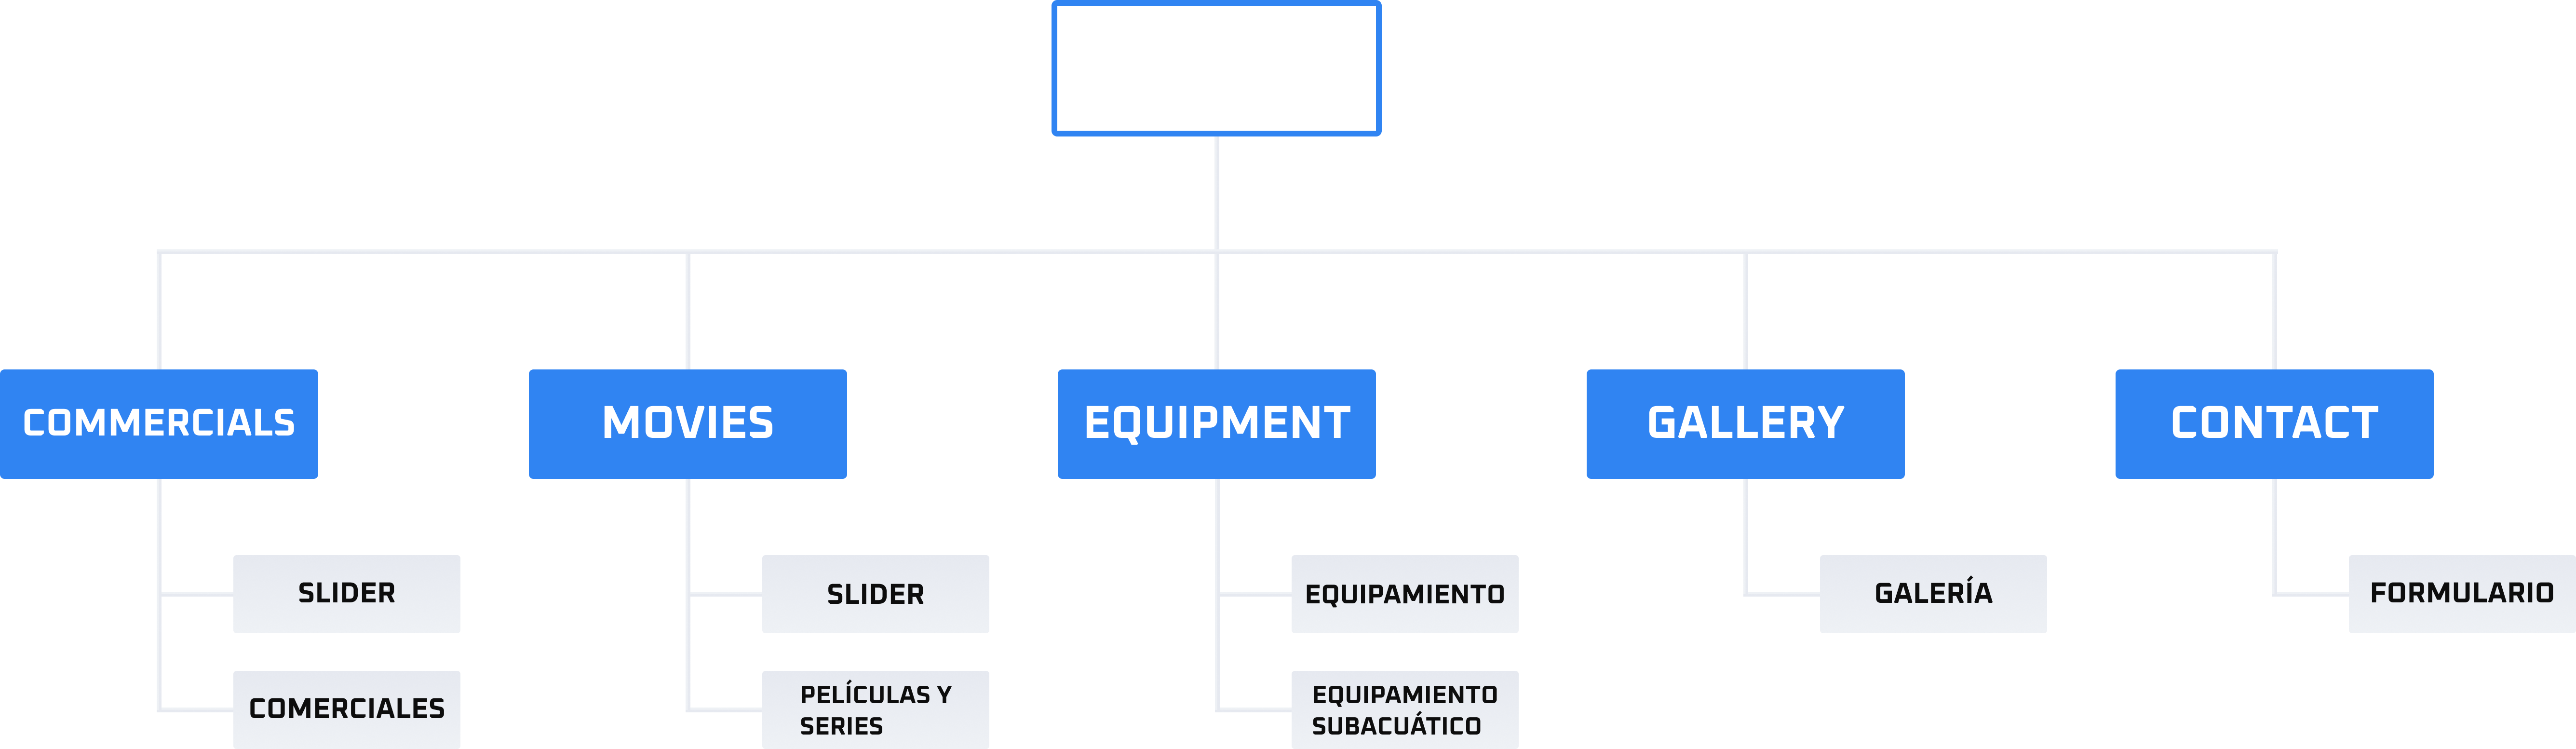 COMMERCIALS
MOVIES
EQUIPMENT
GALLERY
CONTACT
SLIDER
SLIDER
EQUIPAMIENTO
GALERÍA
FORMULARIO
COMERCIALES
PELÍCULAS Y
SERIES
EQUIPAMIENTO
SUBACUÁTICO